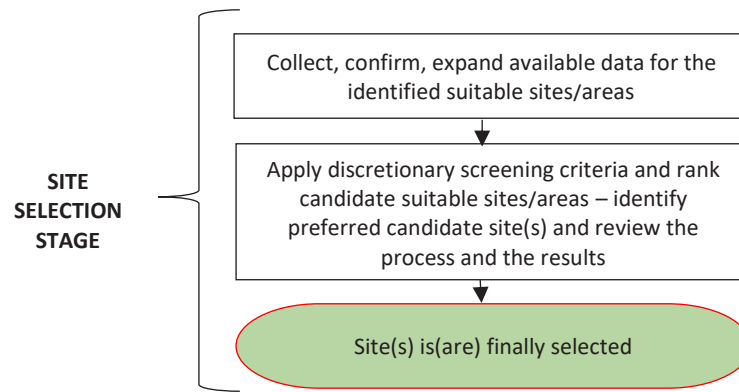 SITE
SELECTION
STAGE
Collect, confirm, expand available data for the
identified suitable sites/areas
Apply discretionary screening criteria and rank
candidate suitable sites/areas – identify
preferred candidate site(s) and review the
process and the results
Site(s) is(are) finally selected